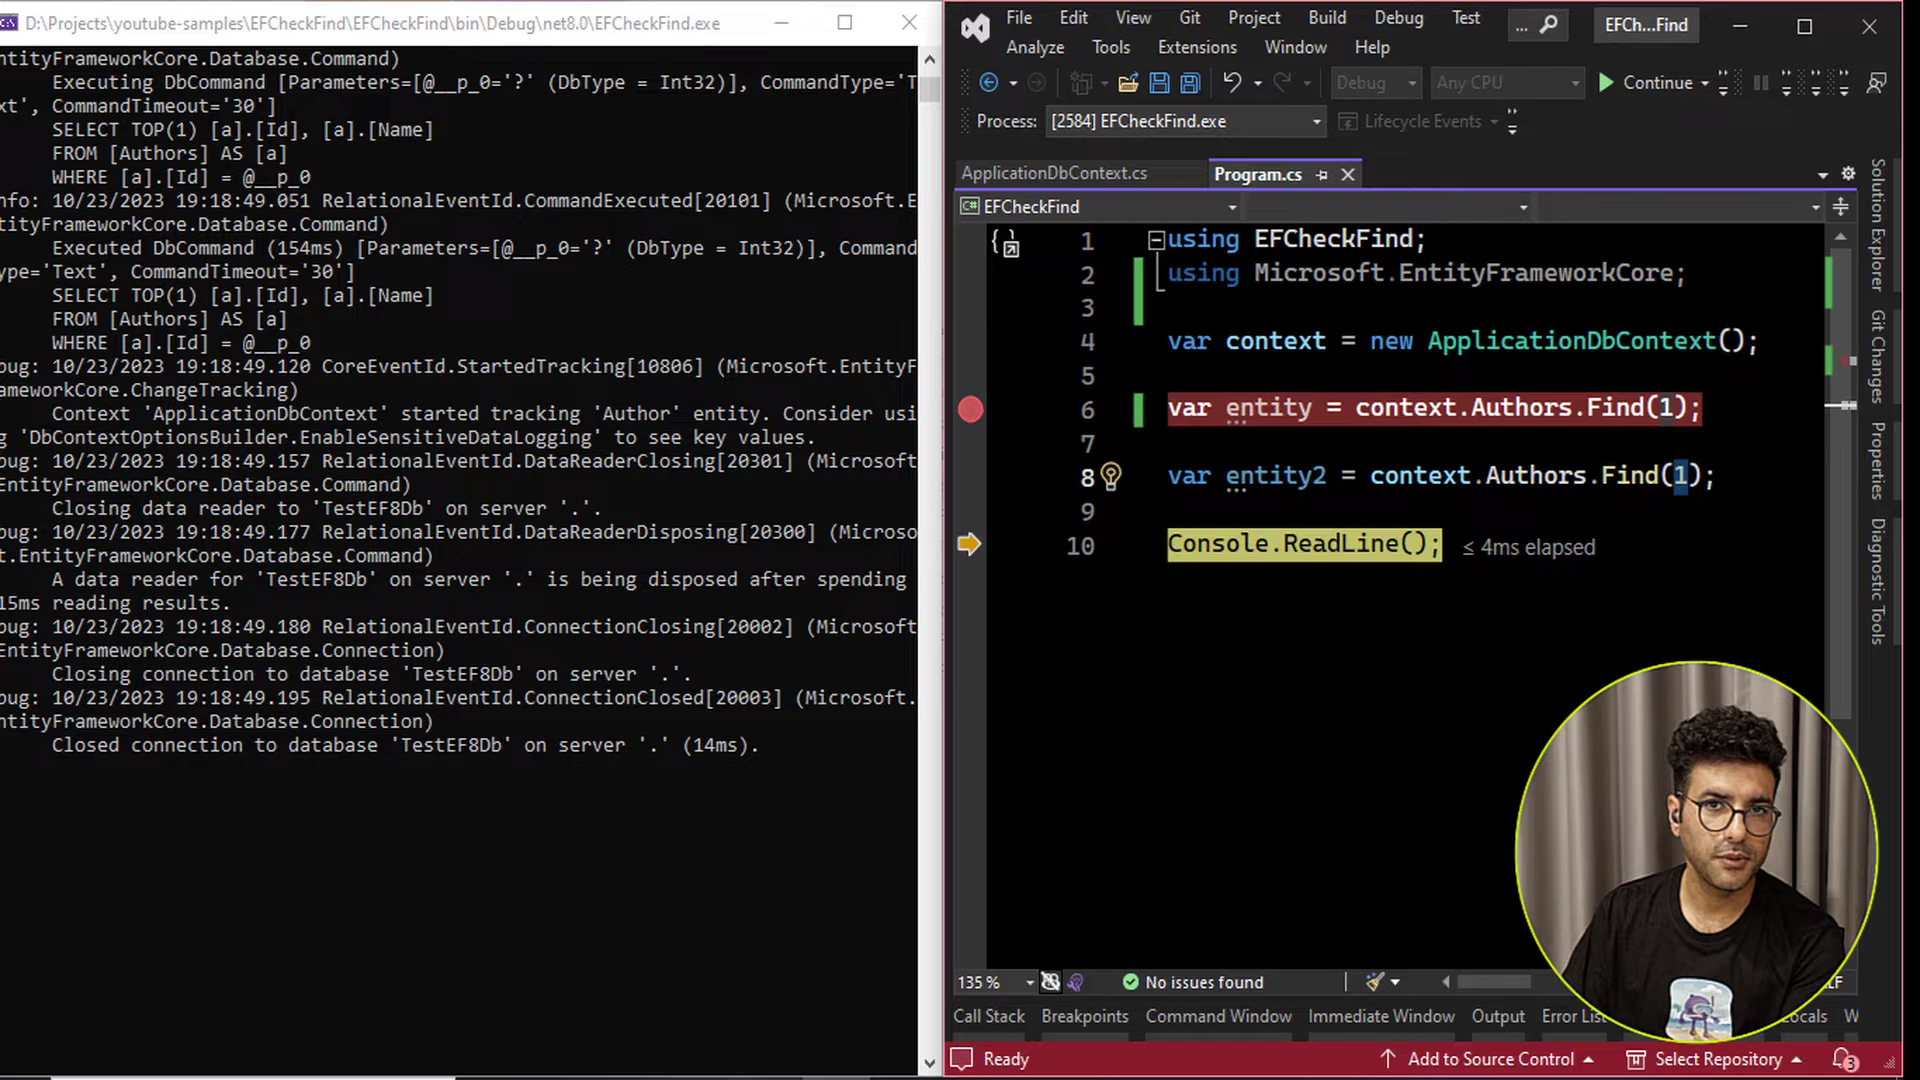 D:\Projects\youtube-samples\EFCheckFind\EFCheckFind\bin\Debug\net8.0\EFCheckFind.exe
EntityFrameworkCore.Database.Command)
Executing DbCommand [Parameters=[@__p_0='?' (DbType = Int32)], CommandType='T
xt', CommandTimeout='30']
SELECT TOP(1) [a].[Id], [a].[Name]
FROM [Authors] AS [a]
WHERE [a].[Id] = @__p_0
nfo: 10/23/2023 19:18:49.051 RelationalEventId.CommandExecuted[20101] (Microsoft.E
tityFrameworkCore.Database.Command)
Executed DbCommand (154ms) [Parameters=[@__p_0='?' (DbType = Int32)], Command
ype='Text', CommandTimeout='30']
SELECT TOP(1) [a].[Id], [a].[Name]
FROM [Authors] AS [a]
WHERE [a].[Id] = @__p_0
bug: 10/23/2023 19:18:49.120 CoreEventId.StartedTracking[10806] (Microsoft.EntityF
ameworkCore.ChangeTracking)
Context 'ApplicationDbContext' started tracking 'Author' entity. Consider usi
g 'DbContextOptionsBuilder.EnableSensitiveDataLogging' to see key values.
bug: 10/23/2023 19:18:49.157 RelationalEventId.DataReaderClosing[20301] (Microsoft
EntityFrameworkCore.Database.Command)
Closing data reader to 'TestEF8Db' on server '.'.
bug: 10/23/2023 19:18:49.177 RelationalEventId.DataReaderDisposing[20300] (Microso
t.EntityFrameworkCore.Database.Command)
A data reader for 'TestEF8Db' on server '.' is being disposed after spending
15ms reading results.
bug: 10/23/2023 19:18:49.180 RelationalEventId.ConnectionClosing[20002] (Microsoft
EntityFrameworkCore.Database.Connection)
Closing connection to database 'TestEF8Db' on server '.'.
bug: 10/23/2023 19:18:49.195 RelationalEventId.ConnectionClosed[20003] (Microsoft.
ntityFrameworkCore.Database.Connection)
Closed connection to database 'TestEF8Db' on server '.' (14ms).
File Edit View Git Project Build Debug Test
Analyze Tools Extensions Window Help
... EFCh...Find
Debug Any CPU Continue
Process: [2584] EFCheckFind.exe Lifecycle Events
ApplicationDbContext.cs Program.cs
C# EFCheckFind
1 using EFCheckFind;
2 using Microsoft.EntityFrameworkCore;
3
4 var context = new ApplicationDbContext();
5
6 var entity = context.Authors.Find(1);
7
8 var entity2 = context.Authors.Find(1);
9
10 Console.ReadLine(); ≤ 4ms elapsed
Solution Explorer
Git Changes
Properties
Diagnostic Tools
135 % No issues found
Call Stack Breakpoints Command Window Immediate Window Output Error Lis
Ready Add to Source Control Select Repository 3